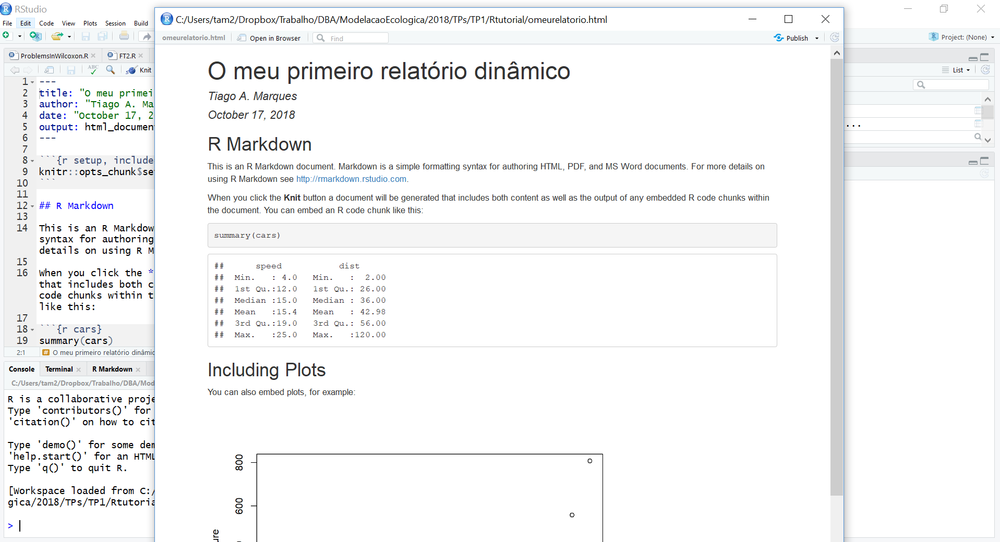 RStudio
File Edit Code View Plots Session Build
Project: (None)
ProblemsInWilcoxon.R
FT2.R
ABC
Knit
List
1 ---
2 title: "O meu primei
3 author: "Tiago A. Ma
4 date: "October 17, 2
5 output: html_documen
6 ---
7
8 ```{r setup, include
9 knitr::opts_chunk$se
10 ```
11
12 ## R Markdown
13
14 This is an R Markdow
syntax for authoring
details on using R M
15
16 When you click the *
that includes both c
code chunks within t
like this:
17
18 ```{r cars}
19 summary(cars)
2:1 # O meu primeiro relatório dinâmic
Console Terminal R Markdown
C:/Users/tam2/Dropbox/Trabalho/DBA/Mod
R is a collaborative proje
Type 'contributors()' for
'citation()' on how to cit
Type 'demo()' for some dem
'help.start()' for an HTML
Type 'q()' to quit R.
[Workspace loaded from C:/
gica/2018/TPs/TP1/Rtutoria
>
C:/Users/tam2/Dropbox/Trabalho/DBA/ModelacaoEcologica/2018/TPs/TP1/Rtutorial/omeurelatorio.html
omeurelatorio.html Open in Browser Find Publish
O meu primeiro relatório dinâmico
Tiago A. Marques
October 17, 2018
R Markdown
This is an R Markdown document. Markdown is a simple formatting syntax for authoring HTML, PDF, and MS Word documents. For more details on
using R Markdown see http://rmarkdown.rstudio.com.
When you click the Knit button a document will be generated that includes both content as well as the output of any embedded R code chunks within
the document. You can embed an R code chunk like this:
summary(cars)
##      speed           dist
##  Min.   : 4.0   Min.   :  2.00
##  1st Qu.:12.0   1st Qu.: 26.00
##  Median :15.0   Median : 36.00
##  Mean   :15.4   Mean   : 42.98
##  3rd Qu.:19.0   3rd Qu.: 56.00
##  Max.   :25.0   Max.   :120.00
Including Plots
You can also embed plots, for example:
800
600
ure
...